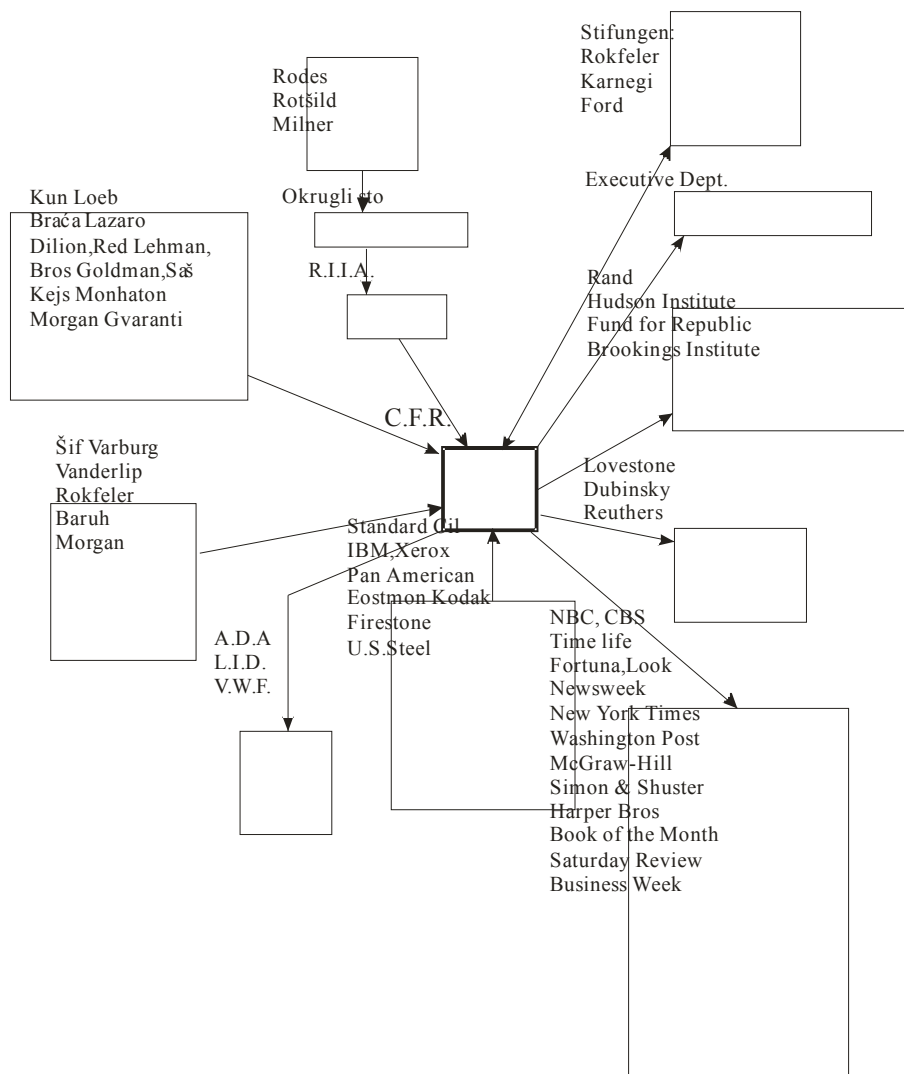 Stifungen:
Rokfeler
Karnegi
Ford
Rodes
Rotšild
Milner
Executive Dept.
Okrugli sto
Kun Loeb
Braća Lazaro
Dilion,Red Lehman,
Bros Goldman,Saš
Kejs Monhaton
Morgan Gvaranti
R.I.I.A.
Rand
Hudson Institute
Fund for Republic
Brookings Institute
C.F.R.
Šif Varburg
Vanderlip
Rokfeler
Baruh
Morgan
Lovestone
Dubinsky
Reuthers
Standard Oil
IBM,Xerox
Pan American
Eostmon Kodak
Firestone
U.S.Steel
A.D.A
L.I.D.
V.W.F.
NBC, CBS
Time life
Fortuna,Look
Newsweek
New York Times
Washington Post
McGraw-Hill
Simon & Shuster
Harper Bros
Book of the Month
Saturday Review
Business Week